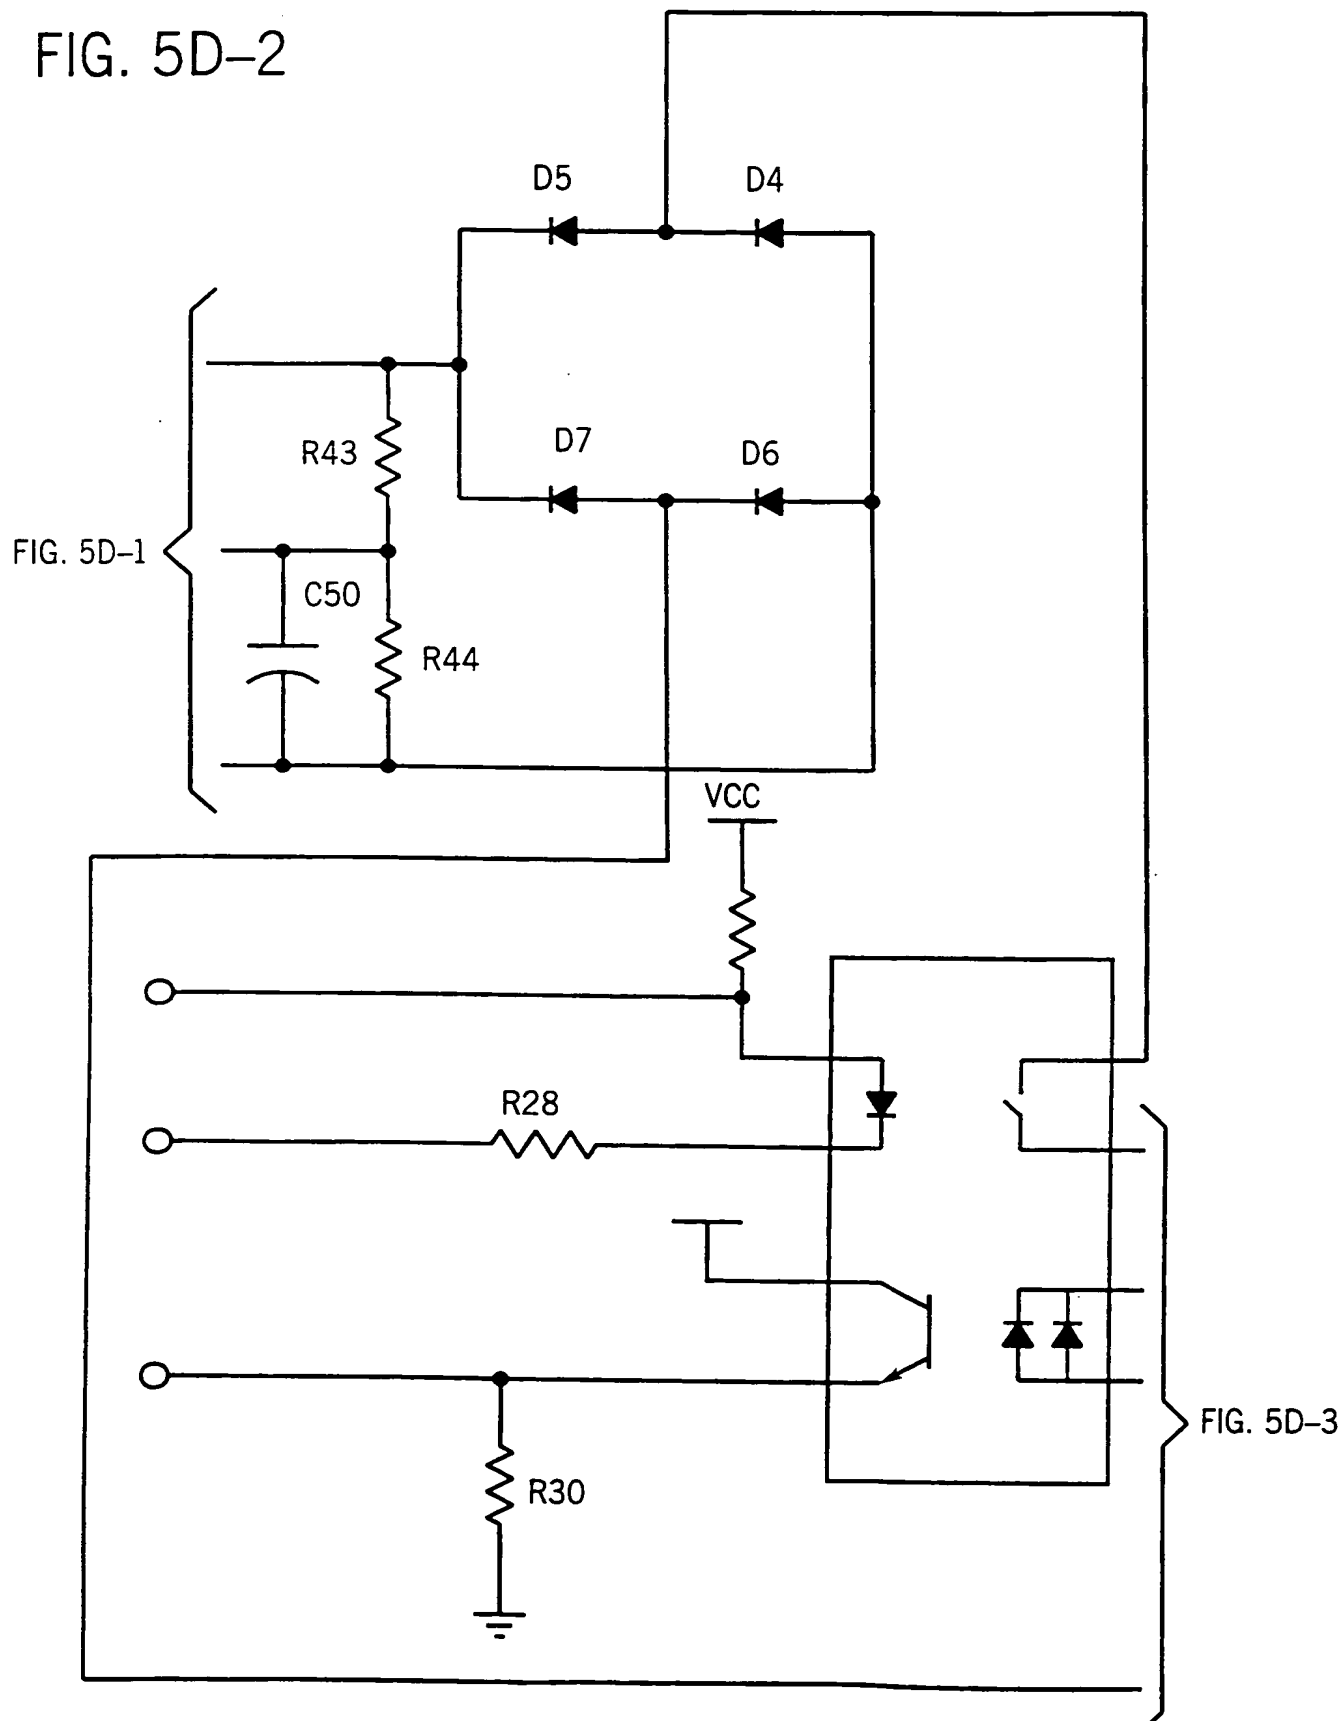 FIG. 5D-2
D5
D4
R43
D7
D6
FIG. 5D-1
C50
R44
VCC
R28
FIG. 5D-3
R30